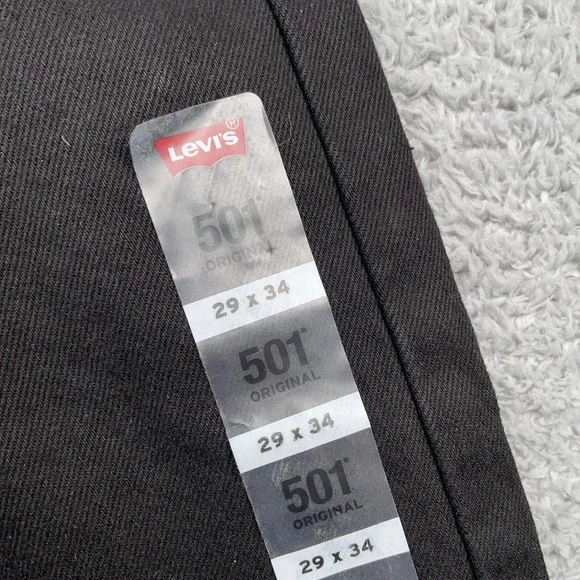 Levi's®
501
ORIGINAL
29 x 34
501®
ORIGINAL
29 x 34
501®
ORIGINAL
29 x 34